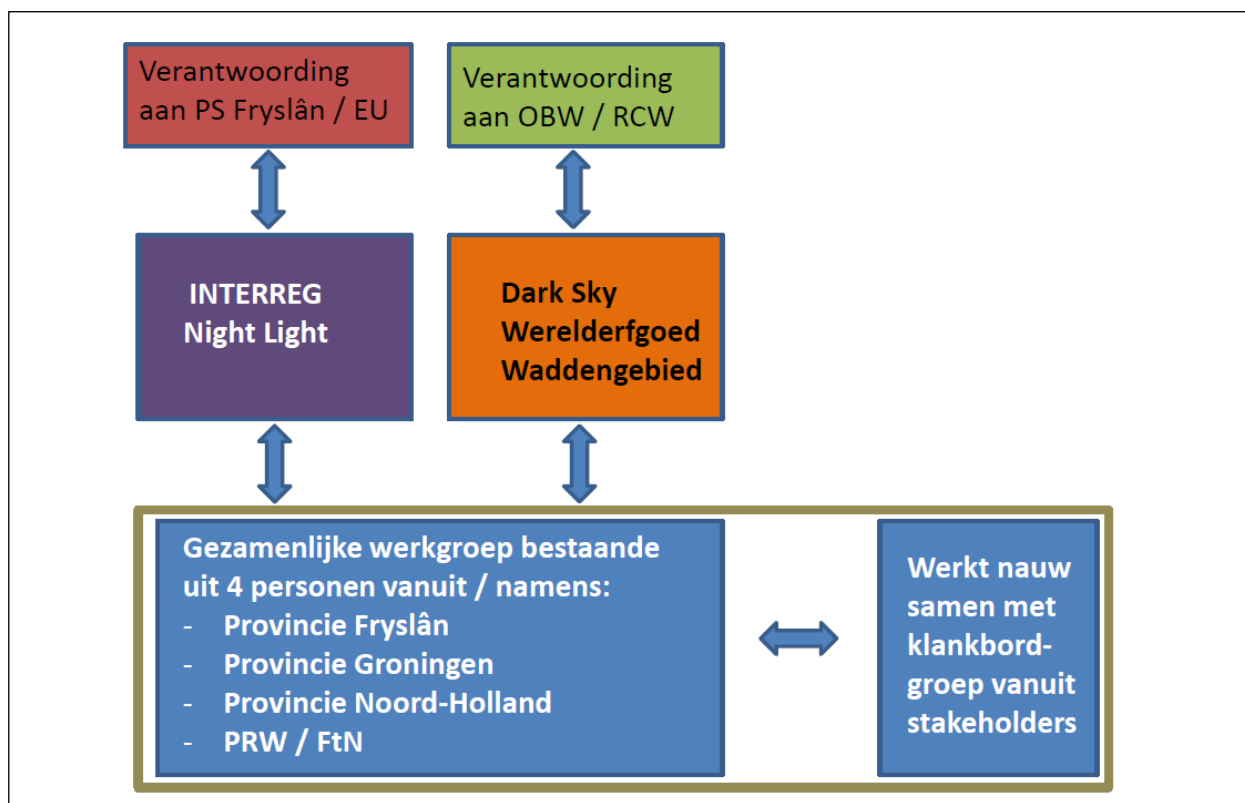 Verantwoording
aan PS Fryslân / EU
Verantwoording
aan OBW / RCW
INTERREG
Night Light
Dark Sky
Werelderfgoed
Waddengebied
Gezamenlijke werkgroep bestaande
uit 4 personen vanuit / namens:
- Provincie Fryslân
- Provincie Groningen
- Provincie Noord-Holland
- PRW / FtN
Werkt nauw
samen met
klankbord-
groep vanuit
stakeholders